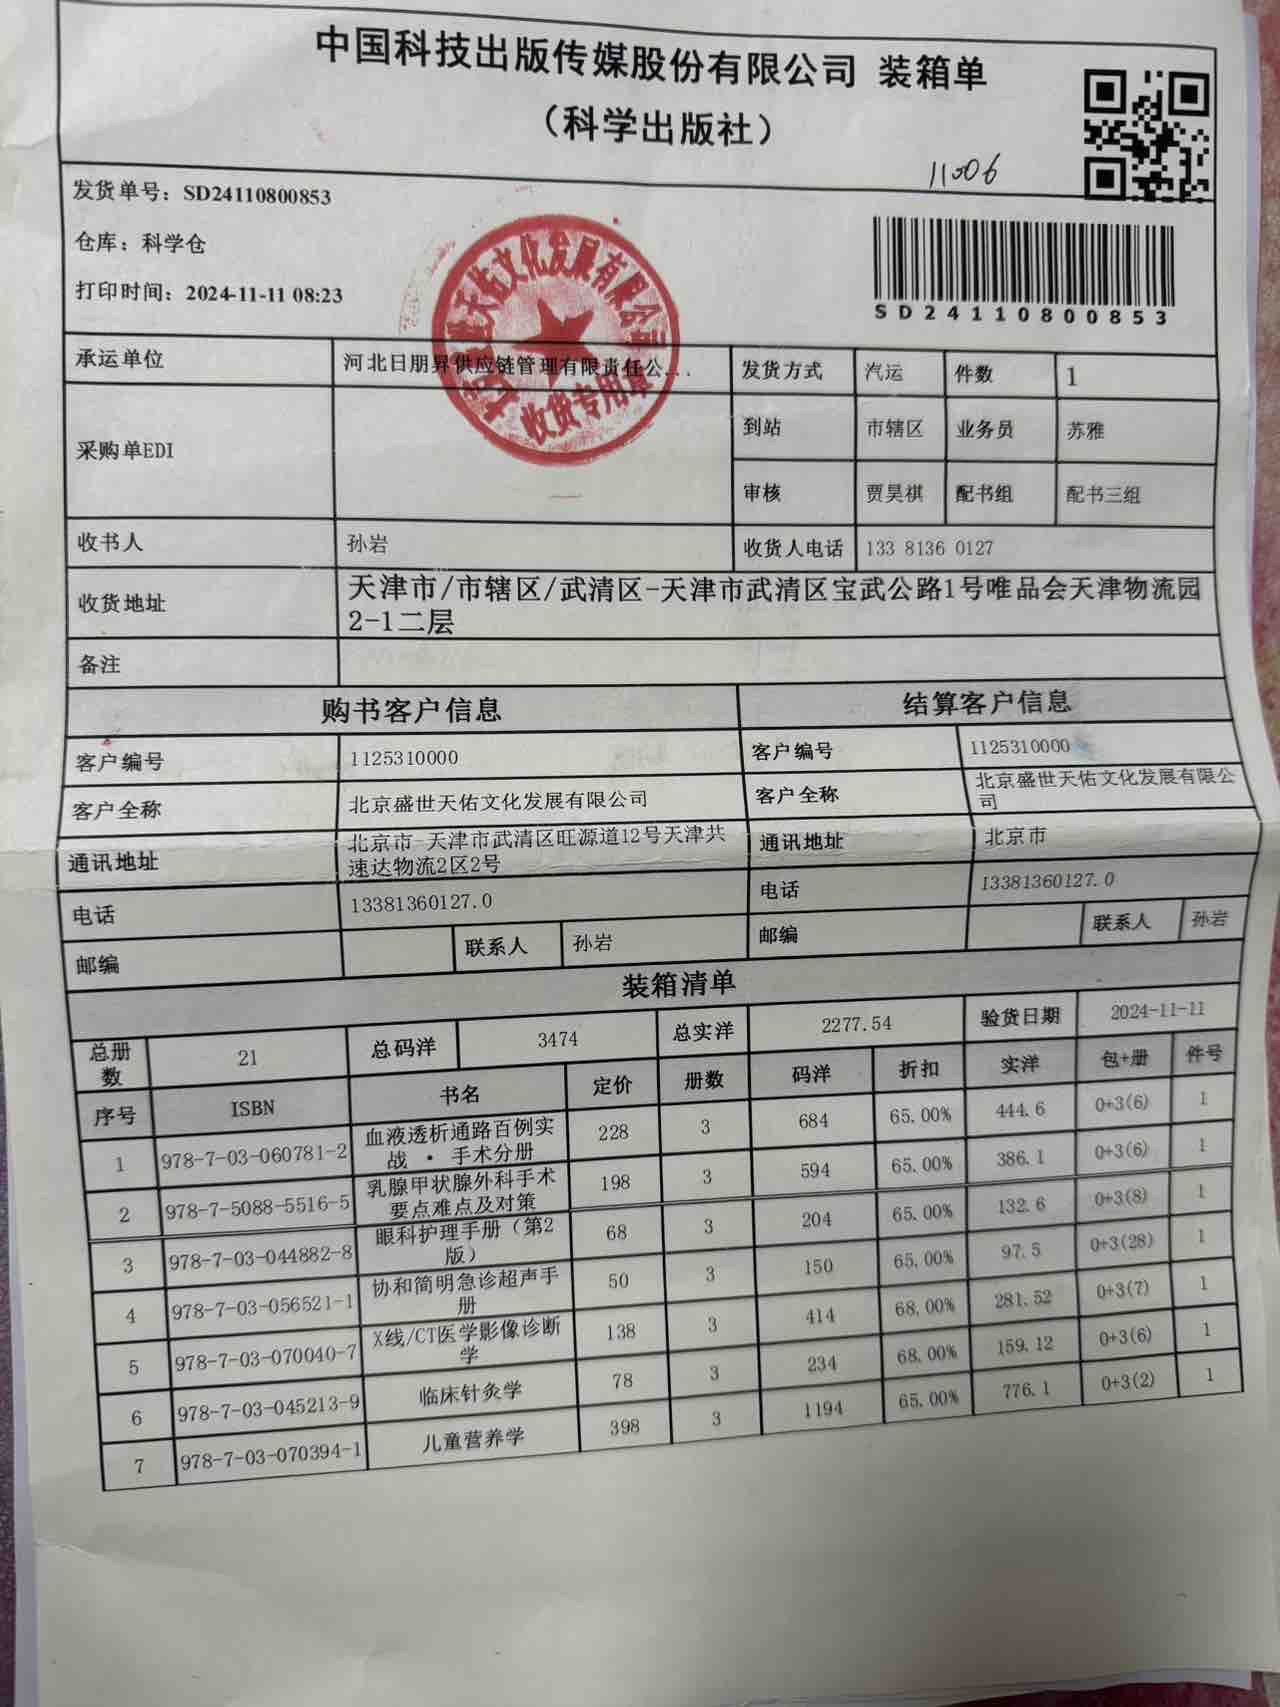 中国科技出版传媒股份有限公司 装箱单
（科学出版社）
11006
发货单号：SD24110800853
仓库：科学仓
打印时间：2024-11-11 08:23
SD24110800853
天佑文化发展有限公司
收货专用章
承运单位 河北日朋昇供应链管理有限责任公... 发货方式 汽运 件数 1
采购单EDI 到站 市辖区 业务员 苏雅
审核 贾昊祺 配书组 配书三组
收书人 孙岩 收货人电话 133 8136 0127
收货地址 天津市/市辖区/武清区-天津市武清区宝武公路1号唯品会天津物流园
2-1二层
备注
购书客户信息 结算客户信息
客户编号 1125310000 客户编号 1125310000
客户全称 北京盛世天佑文化发展有限公司 客户全称 北京盛世天佑文化发展有限公
司
通讯地址 北京市-天津市武清区旺源道12号天津共 通讯地址 北京市
速达物流2区2号
电话 13381360127.0 电话 13381360127.0
邮编 联系人 孙岩 邮编 联系人 孙岩
装箱清单
总册数 21 总码洋 3474 总实洋 2277.54 验货日期 2024-11-11
序号 ISBN 书名 定价 册数 码洋 折扣 实洋 包+册 件号
1 978-7-03-060781-2 血液透析通路百例实 228 3 684 65.00% 444.6 0+3(6) 1
战 · 手术分册
2 978-7-5088-5516-5 乳腺甲状腺外科手术 198 3 594 65.00% 386.1 0+3(6) 1
要点难点及对策
3 978-7-03-044882-8 眼科护理手册（第2 68 3 204 65.00% 132.6 0+3(8) 1
版）
4 978-7-03-056521-1 协和简明急诊超声手 50 3 150 65.00% 97.5 0+3(28) 1
册
5 978-7-03-070040-7 X线/CT医学影像诊断 138 3 414 68.00% 281.52 0+3(7) 1
学
6 978-7-03-045213-9 临床针灸学 78 3 234 68.00% 159.12 0+3(6) 1
7 978-7-03-070394-1 儿童营养学 398 3 1194 65.00% 776.1 0+3(2) 1